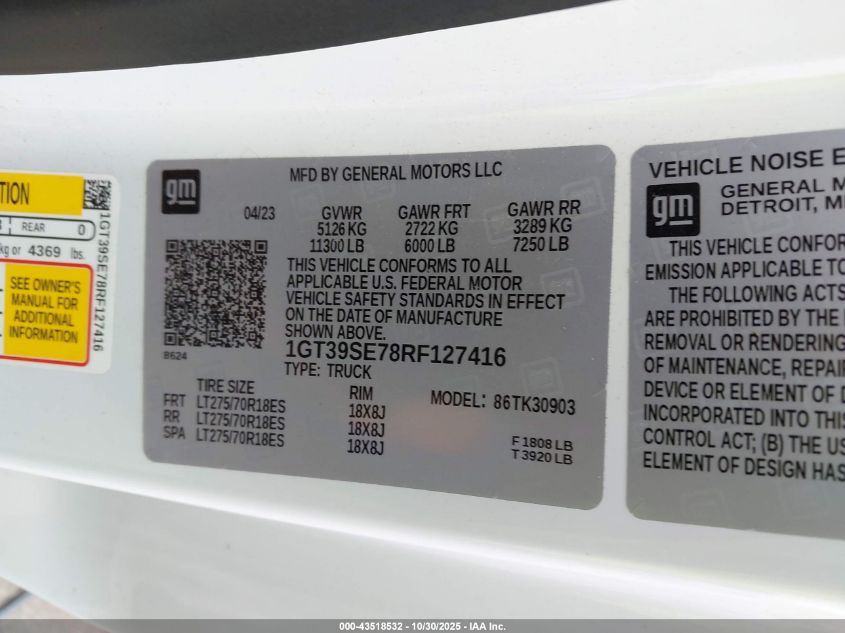 TION
REAR 0
kg or 4369 lbs.
SEE OWNER'S
MANUAL FOR
ADDITIONAL
INFORMATION
1GT39SE78RF127416
gm
MFD BY GENERAL MOTORS LLC
04/23
GVWR GAWR FRT GAWR RR
5126 KG 2722 KG 3289 KG
11300 LB 6000 LB 7250 LB
THIS VEHICLE CONFORMS TO ALL
APPLICABLE U.S. FEDERAL MOTOR
VEHICLE SAFETY STANDARDS IN EFFECT
ON THE DATE OF MANUFACTURE
SHOWN ABOVE.
8624
1GT39SE78RF127416
TYPE: TRUCK
TIRE SIZE RIM
MODEL: 86TK30903
FRT LT275/70R18ES 18X8J
RR LT275/70R18ES 18X8J
SPA LT275/70R18ES 18X8J
F 1808 LB
T 3920 LB
VEHICLE NOISE E
gm
GENERAL M
DETROIT, MI
THIS VEHICLE CONFOR
EMISSION APPLICABLE TO
THE FOLLOWING ACTS
ARE PROHIBITED BY THE
REMOVAL OR RENDERING
OF MAINTENANCE, REPAIR
DEVICE OR ELEMENT OF D
INCORPORATED INTO THIS
CONTROL ACT; (B) THE US
ELEMENT OF DESIGN HAS
000-43518532 - 10/30/2025 - IAA Inc.